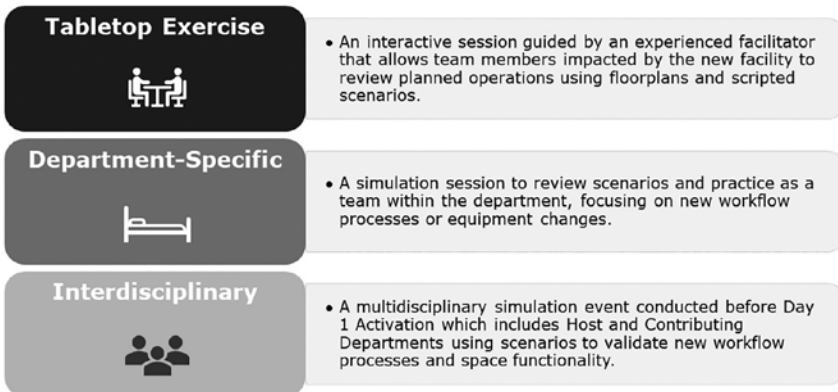 Tabletop Exercise
• An interactive session guided by an experienced facilitator
that allows team members impacted by the new facility to
review planned operations using floorplans and scripted
scenarios.
Department-Specific
• A simulation session to review scenarios and practice as a
team within the department, focusing on new workflow
processes or equipment changes.
Interdisciplinary
• A multidisciplinary simulation event conducted before Day
1 Activation which includes Host and Contributing
Departments using scenarios to validate new workflow
processes and space functionality.